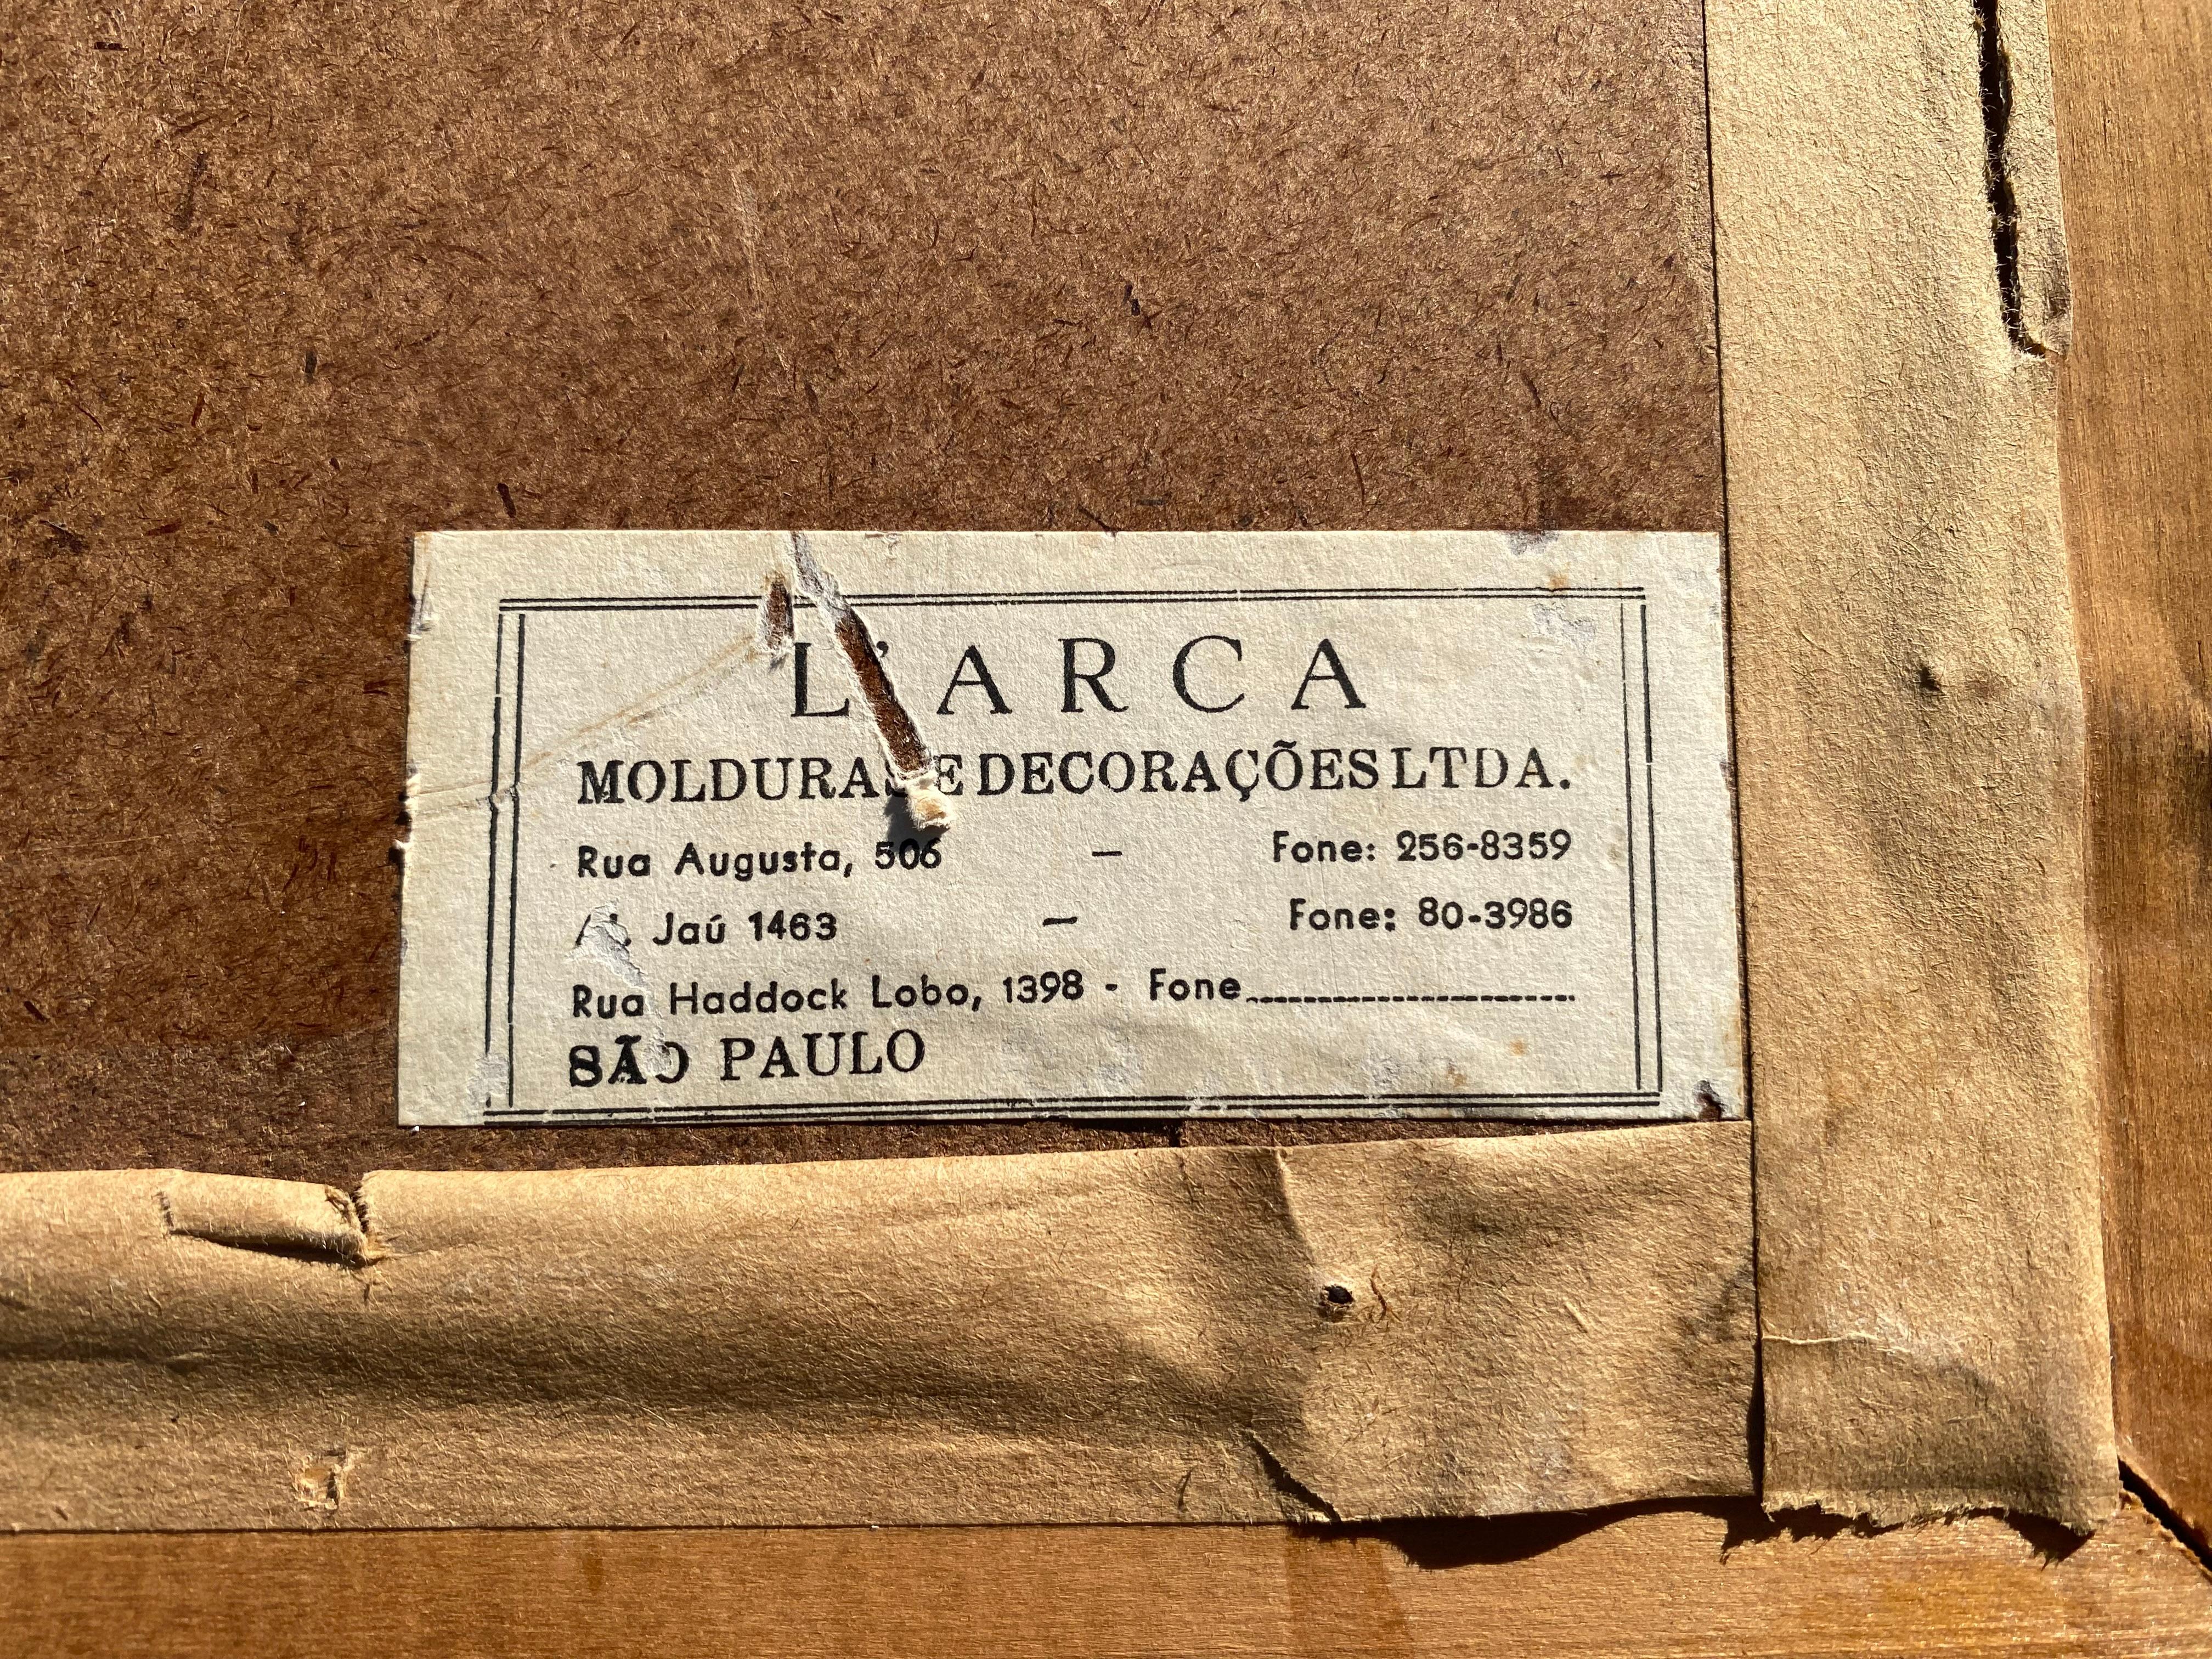 L'ARCA
MOLDURAS E DECORAÇÕES LTDA.
Rua Augusta, 506 — Fone: 256-8359
Al. Jaú 1463 — Fone: 80-3986
Rua Haddock Lobo, 1398 - Fone
SÃO PAULO